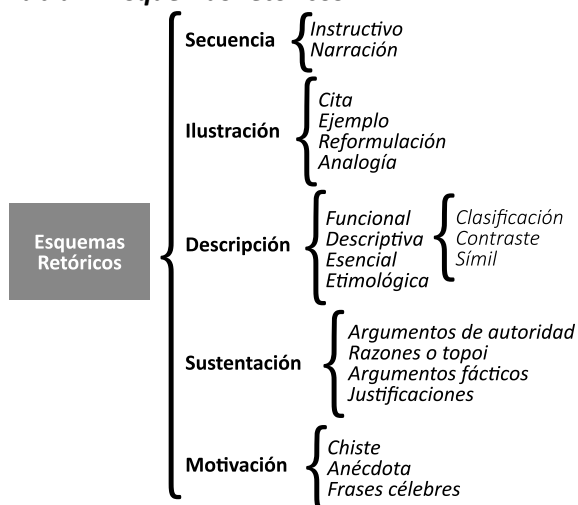 Secuencia
Instructivo
Narración
Ilustración
Cita
Ejemplo
Reformulación
Analogía
Esquemas
Retóricos
Descripción
Funcional
Descriptiva
Esencial
Etimológica
Clasificación
Contraste
Símil
Sustentación
Argumentos de autoridad
Razones o topoi
Argumentos fácticos
Justificaciones
Motivación
Chiste
Anécdota
Frases célebres